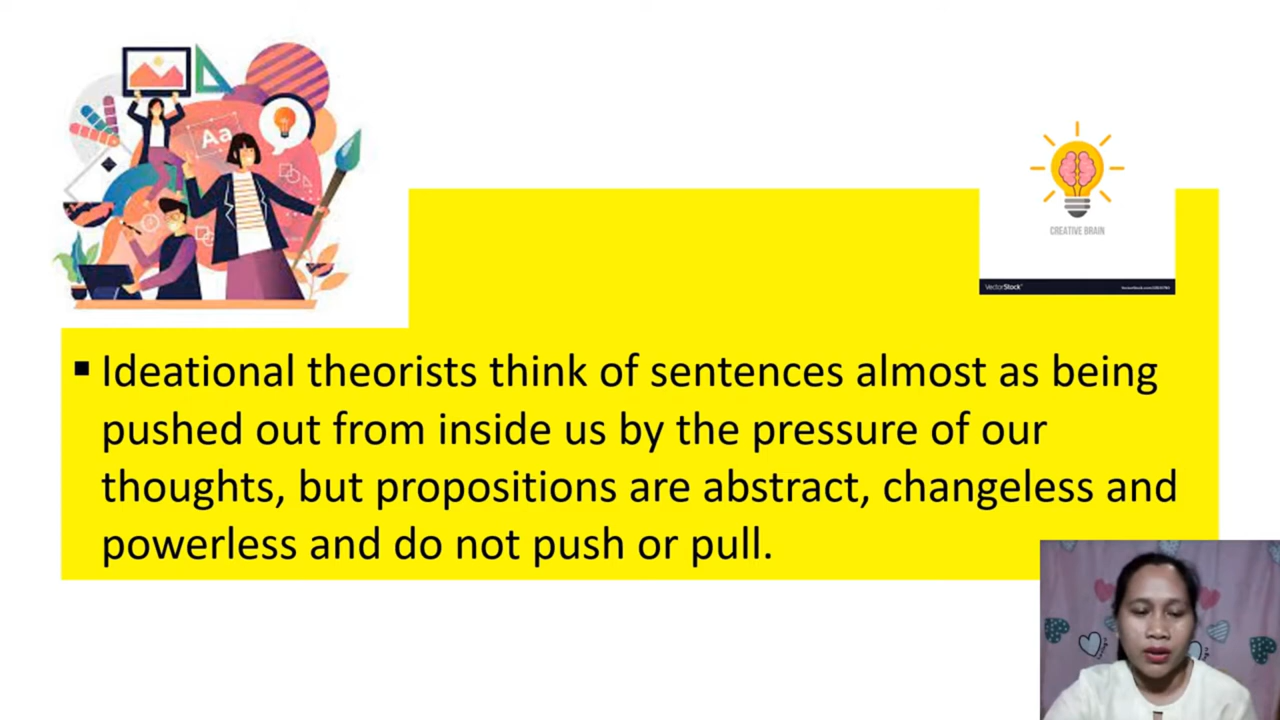 Aa
CREATIVE BRAIN
VectorStock
▪ Ideational theorists think of sentences almost as being
pushed out from inside us by the pressure of our
thoughts, but propositions are abstract, changeless and
powerless and do not push or pull.